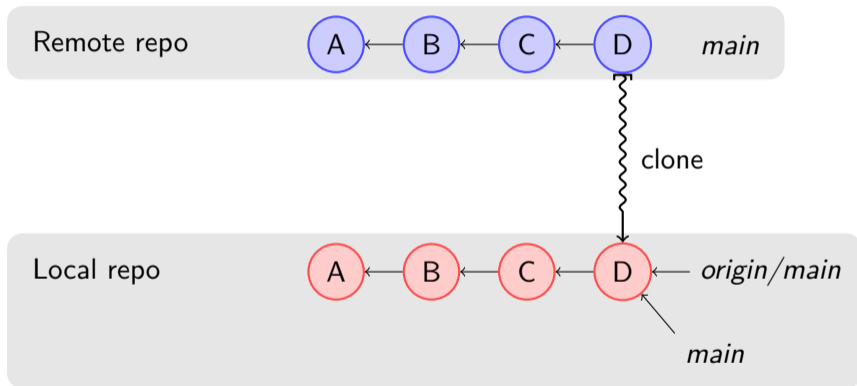 Remote repo A B C D main
clone
Local repo A B C D origin/main
main